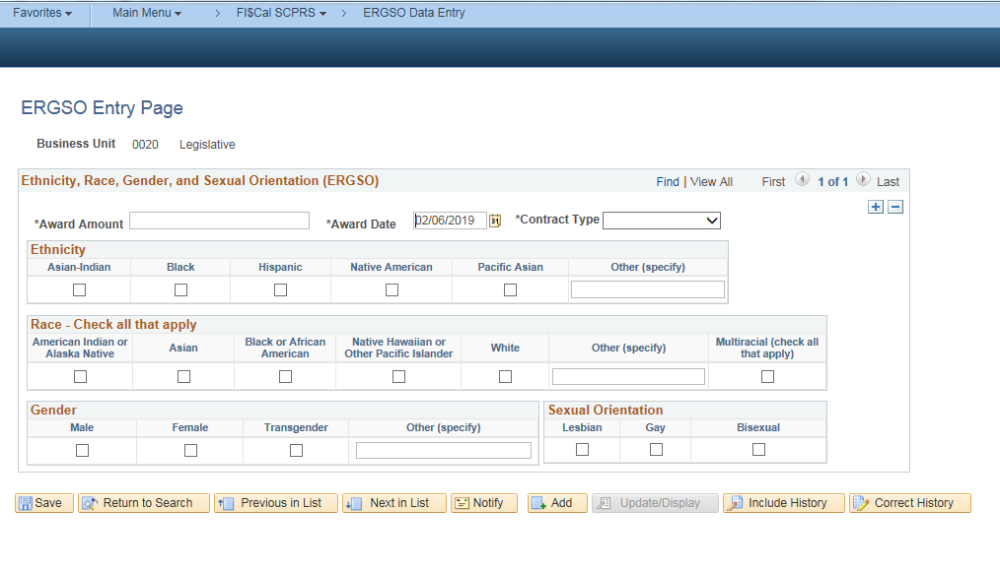 Favorites Main Menu > FI$Cal SCPRS > ERGSO Data Entry
ERGSO Entry Page
Business Unit 0020 Legislative
Ethnicity, Race, Gender, and Sexual Orientation (ERGSO) Find | View All First 1 of 1 Last
*Award Amount *Award Date 02/06/2019 31 *Contract Type
Ethnicity
Asian-Indian Black Hispanic Native American Pacific Asian Other (specify)
Race - Check all that apply
American Indian or Alaska Native Asian Black or African American Native Hawaiian or Other Pacific Islander White Other (specify) Multiracial (check all that apply)
Gender Sexual Orientation
Male Female Transgender Other (specify) Lesbian Gay Bisexual
Save Return to Search Previous in List Next in List Notify Add Update/Display Include History Correct History